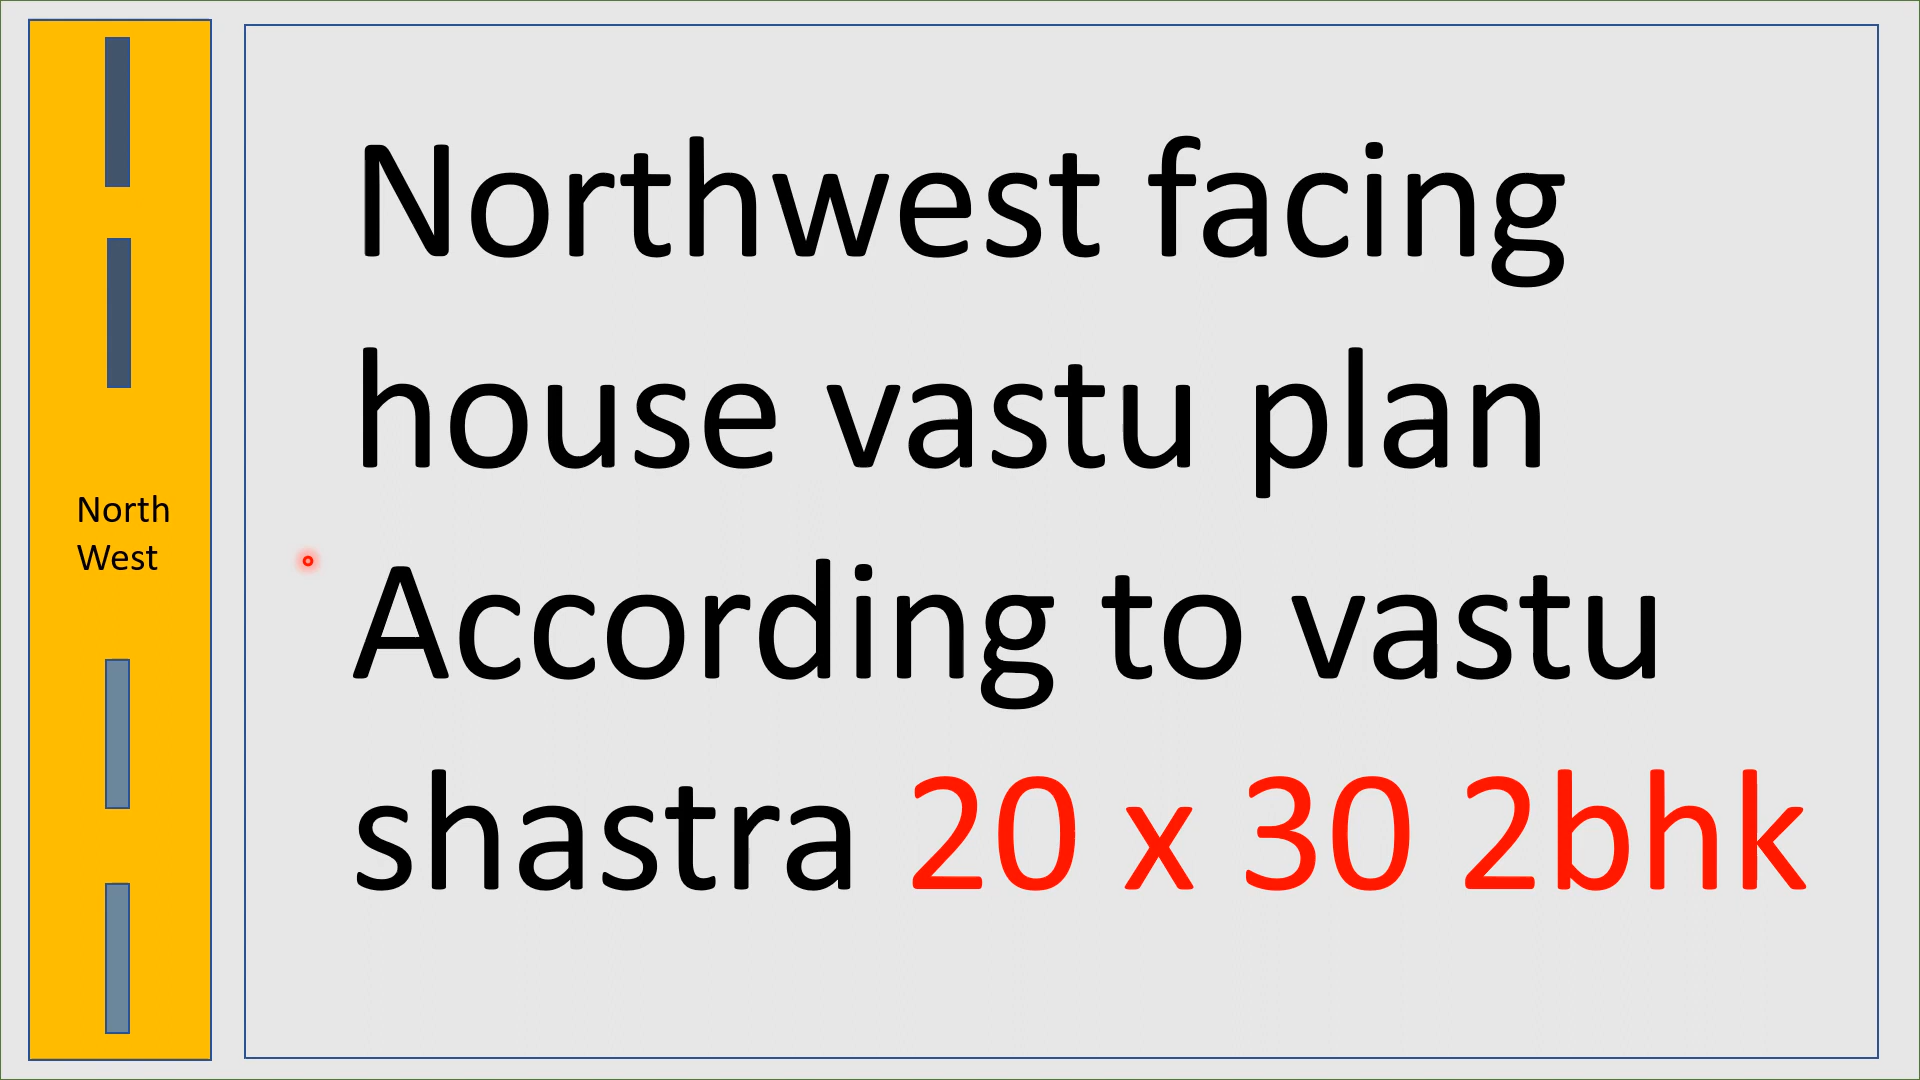 North
West
Northwest facing
house vastu plan
According to vastu
shastra 20 x 30 2bhk